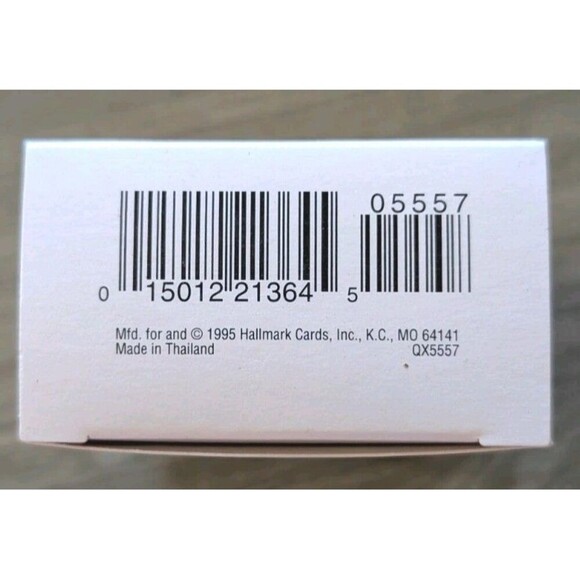 05557
0 15012 21364 5
Mfd. for and © 1995 Hallmark Cards, Inc., K.C., MO 64141
Made in Thailand QX5557